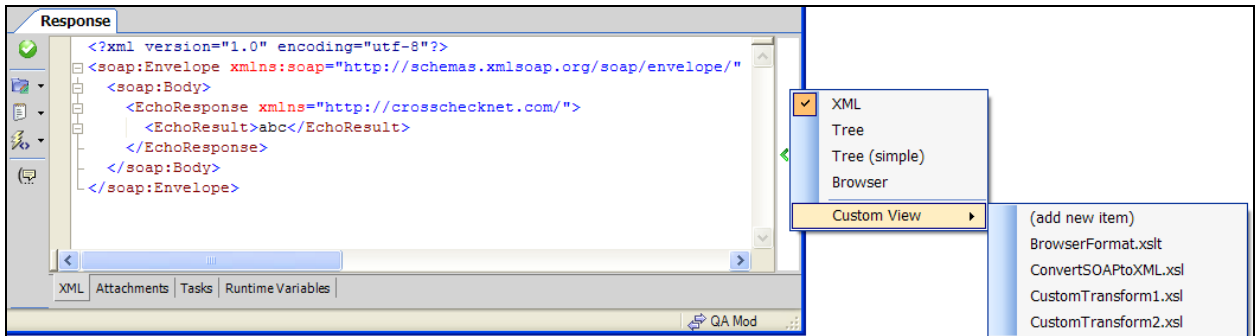 Response
<?xml version="1.0" encoding="utf-8"?>
<soap:Envelope xmlns:soap="http://schemas.xmlsoap.org/soap/envelope/"
<soap:Body>
<EchoResponse xmlns="http://crosschecknet.com/">
<EchoResult>abc</EchoResult>
</EchoResponse>
</soap:Body>
</soap:Envelope>
XML Attachments Tasks Runtime Variables
QA Mod
XML
Tree
Tree (simple)
Browser
Custom View
(add new item)
BrowserFormat.xslt
ConvertSOAPtoXML.xsl
CustomTransform1.xsl
CustomTransform2.xsl